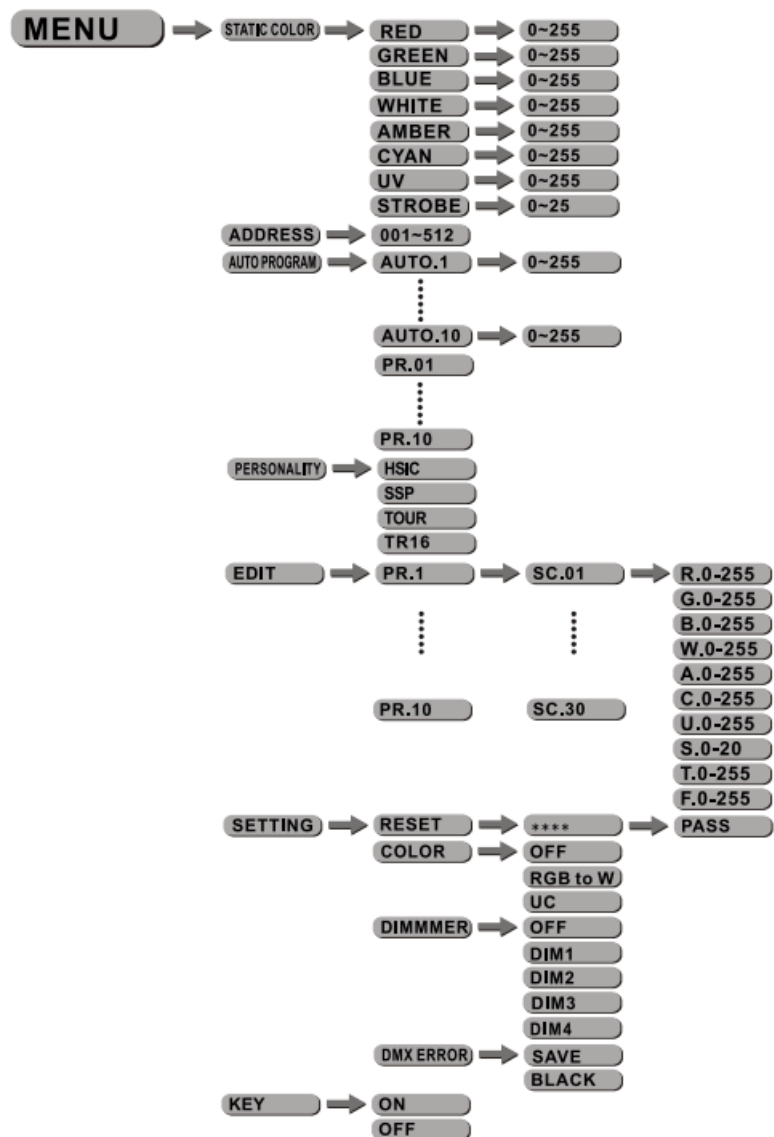 MENU STATIC COLOR RED 0~255
GREEN 0~255
BLUE 0~255
WHITE 0~255
AMBER 0~255
CYAN 0~255
UV 0~255
STROBE 0~25
ADDRESS 001~512
AUTO PROGRAM AUTO.1 0~255
AUTO.10 0~255
PR.01
PR.10
PERSONALITY HSIC
SSP
TOUR
TR16
EDIT PR.1 SC.01 R.0-255
G.0-255
B.0-255
W.0-255
A.0-255
C.0-255
PR.10 SC.30 U.0-255
S.0-20
T.0-255
F.0-255
SETTING RESET **** PASS
COLOR OFF
RGB to W
UC
DIMMMER OFF
DIM1
DIM2
DIM3
DIM4
DMX ERROR SAVE
BLACK
KEY ON
OFF